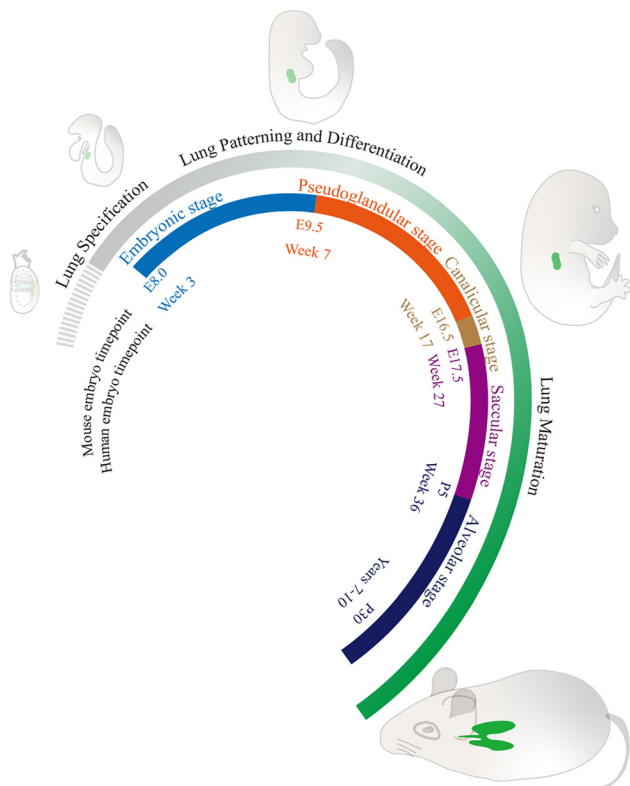 Lung Specification
Lung Patterning and Differentiation
Lung Maturation
Embryonic stage
Pseudoglandular stage
Canalicular stage
Saccular stage
Alveolar stage
E8.0
Week 3
E9.5
Week 7
E16.5
Week 17
E17.5
Week 27
P5
Week 36
Years 7-10
P30
Mouse embryo timepoint
Human embryo timepoint